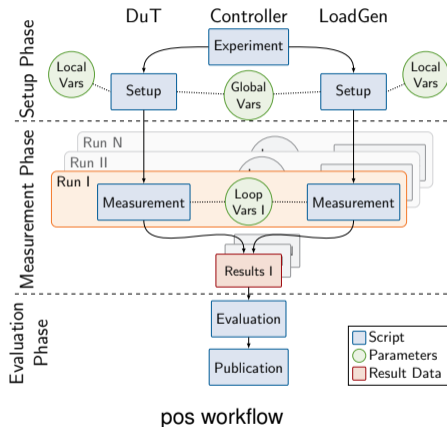 DuT Controller LoadGen
Setup Phase
Experiment
Local
Vars
Setup
Global
Vars
Setup
Local
Vars
Measurement Phase
Run N
Run II
Run I
Measurement
Loop
Vars I
Measurement
Results I
Evaluation
Phase
Evaluation
Publication
Script
Parameters
Result Data
pos workflow